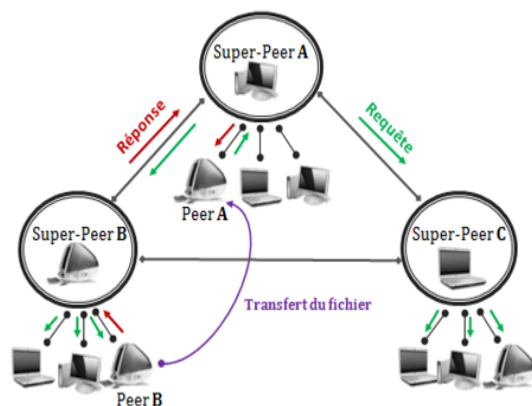 Super-Peer A
Réponse
Requête
Peer A
Super-Peer B
Super-Peer C
Transfert du fichier
Peer B